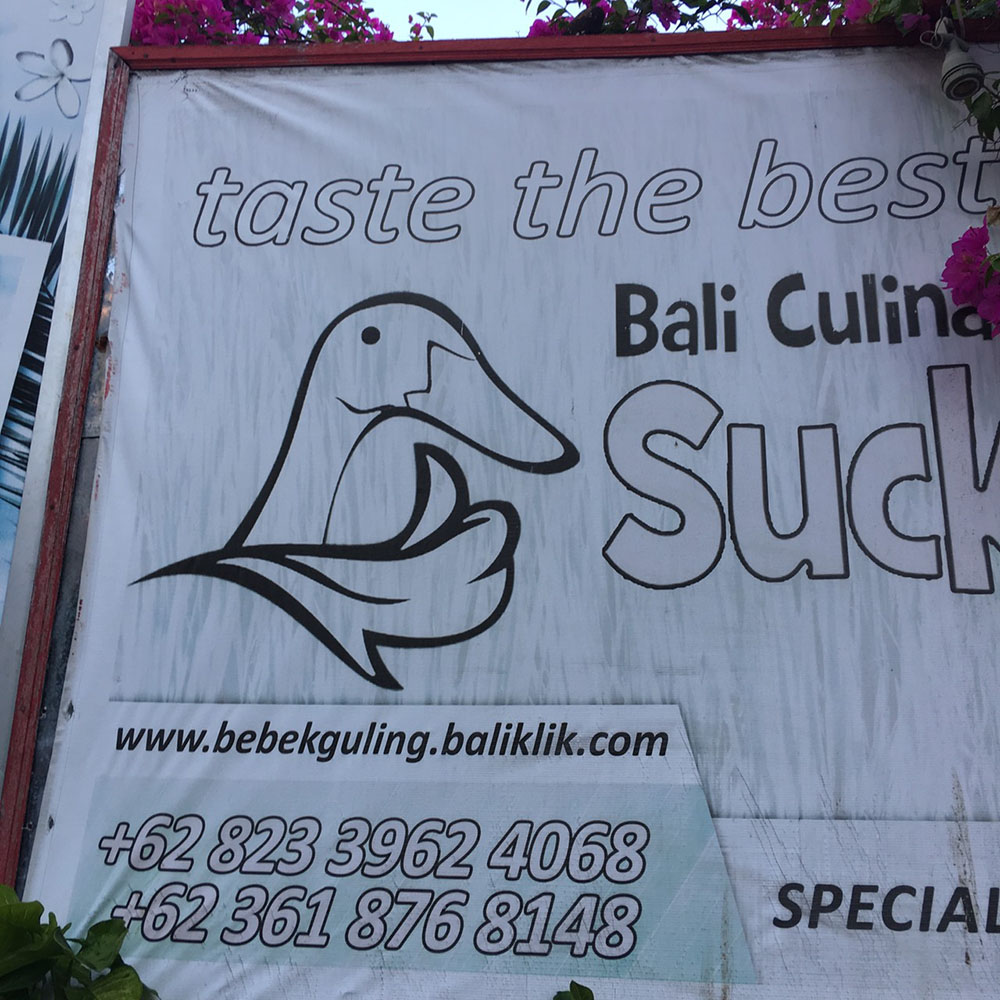 taste the best
Bali Culina
Suck
www.bebekguling.baliklik.com
+62 823 3962 4068
+62 361 876 8148
SPECIAL